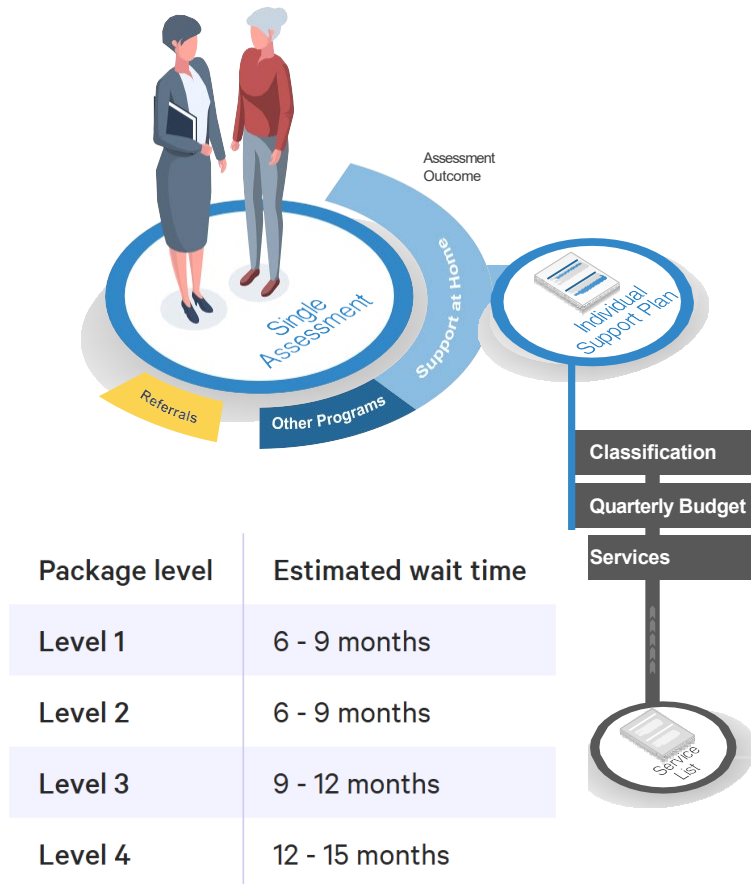 Assessment
Outcome
Support at Home
Single
Assessment
Individual
Support Plan
Referrals
Other Programs
Classification
Quarterly Budget
Services
Service
List
Package level Estimated wait time
Level 1 6 - 9 months
Level 2 6 - 9 months
Level 3 9 - 12 months
Level 4 12 - 15 months